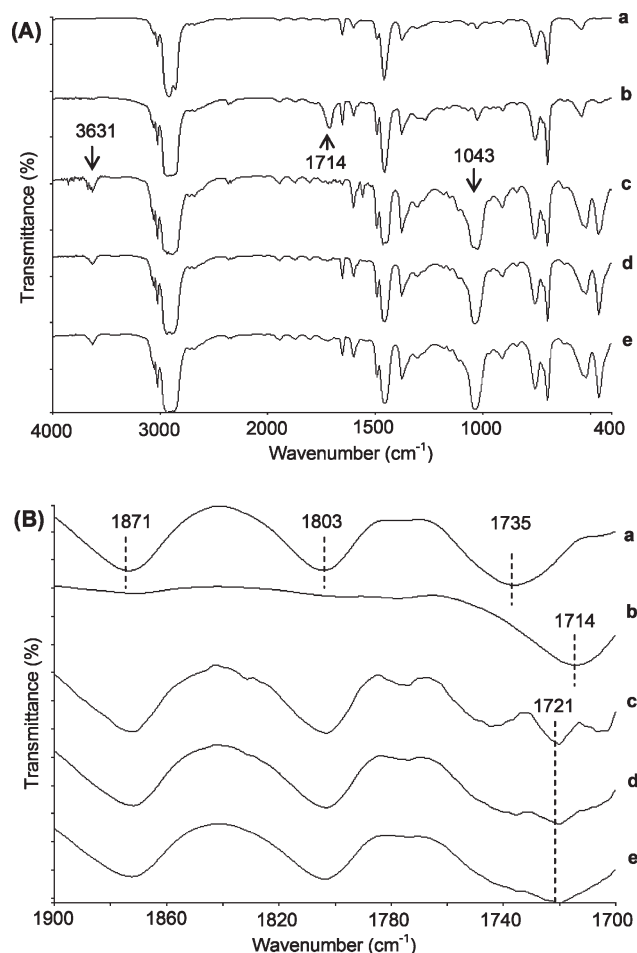 (A)
a
b
3631
1714
1043
c
d
e
Transmittance (%)
4000 3000 2000 1500 1000 400
Wavenumber (cm⁻¹)
(B)
1871 1803 1735
a
b
1714
1721
c
d
e
Transmittance (%)
1900 1860 1820 1780 1740 1700
Wavenumber (cm⁻¹)